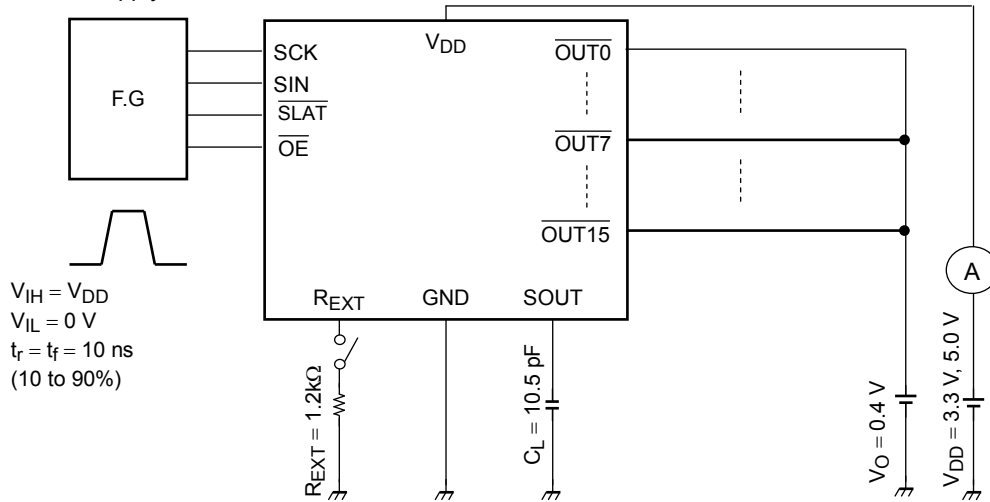 F.G
SCK
SIN
SLAT
OE
VDD
OUT0
OUT7
OUT15
A
REXT
GND
SOUT
VIH = VDD
VIL = 0 V
tr = tf = 10 ns
(10 to 90%)
REXT = 1.2kΩ
CL = 10.5 pF
VO = 0.4 V
VDD = 3.3 V, 5.0 V